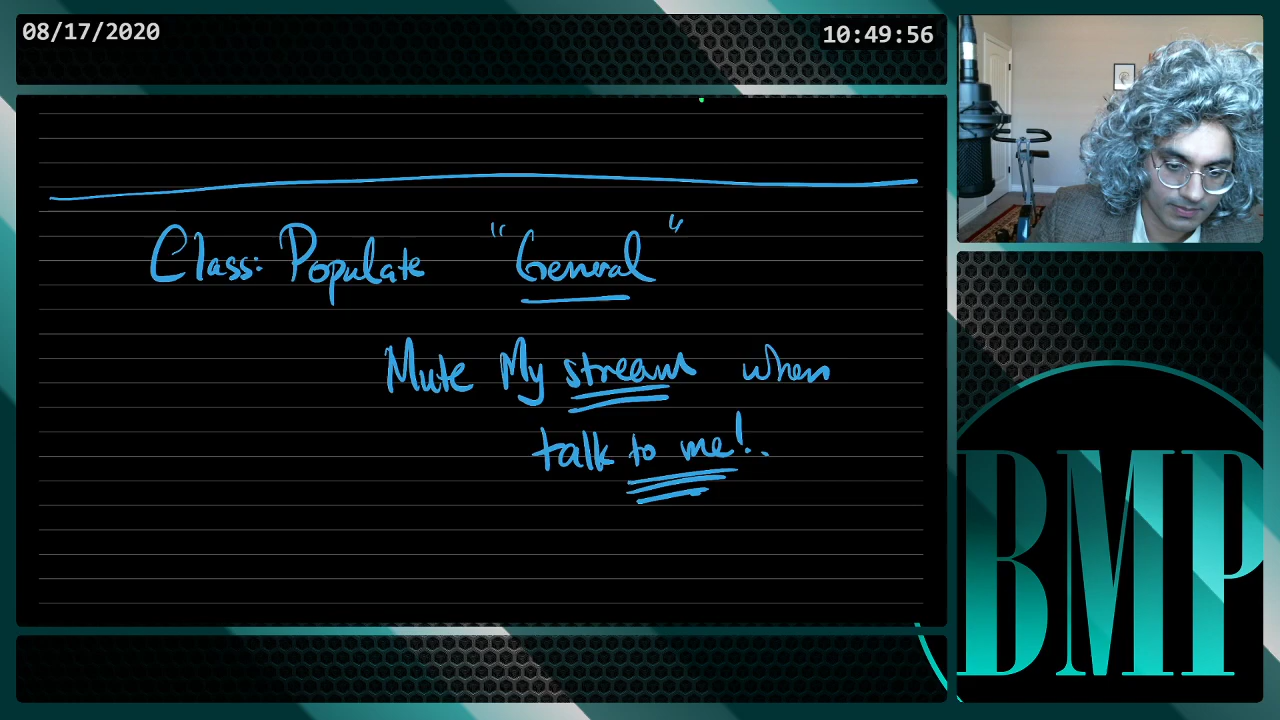 08/17/2020
10:49:56
Class: Populate "General"
Mute My stream when
talk to me!.
BMP